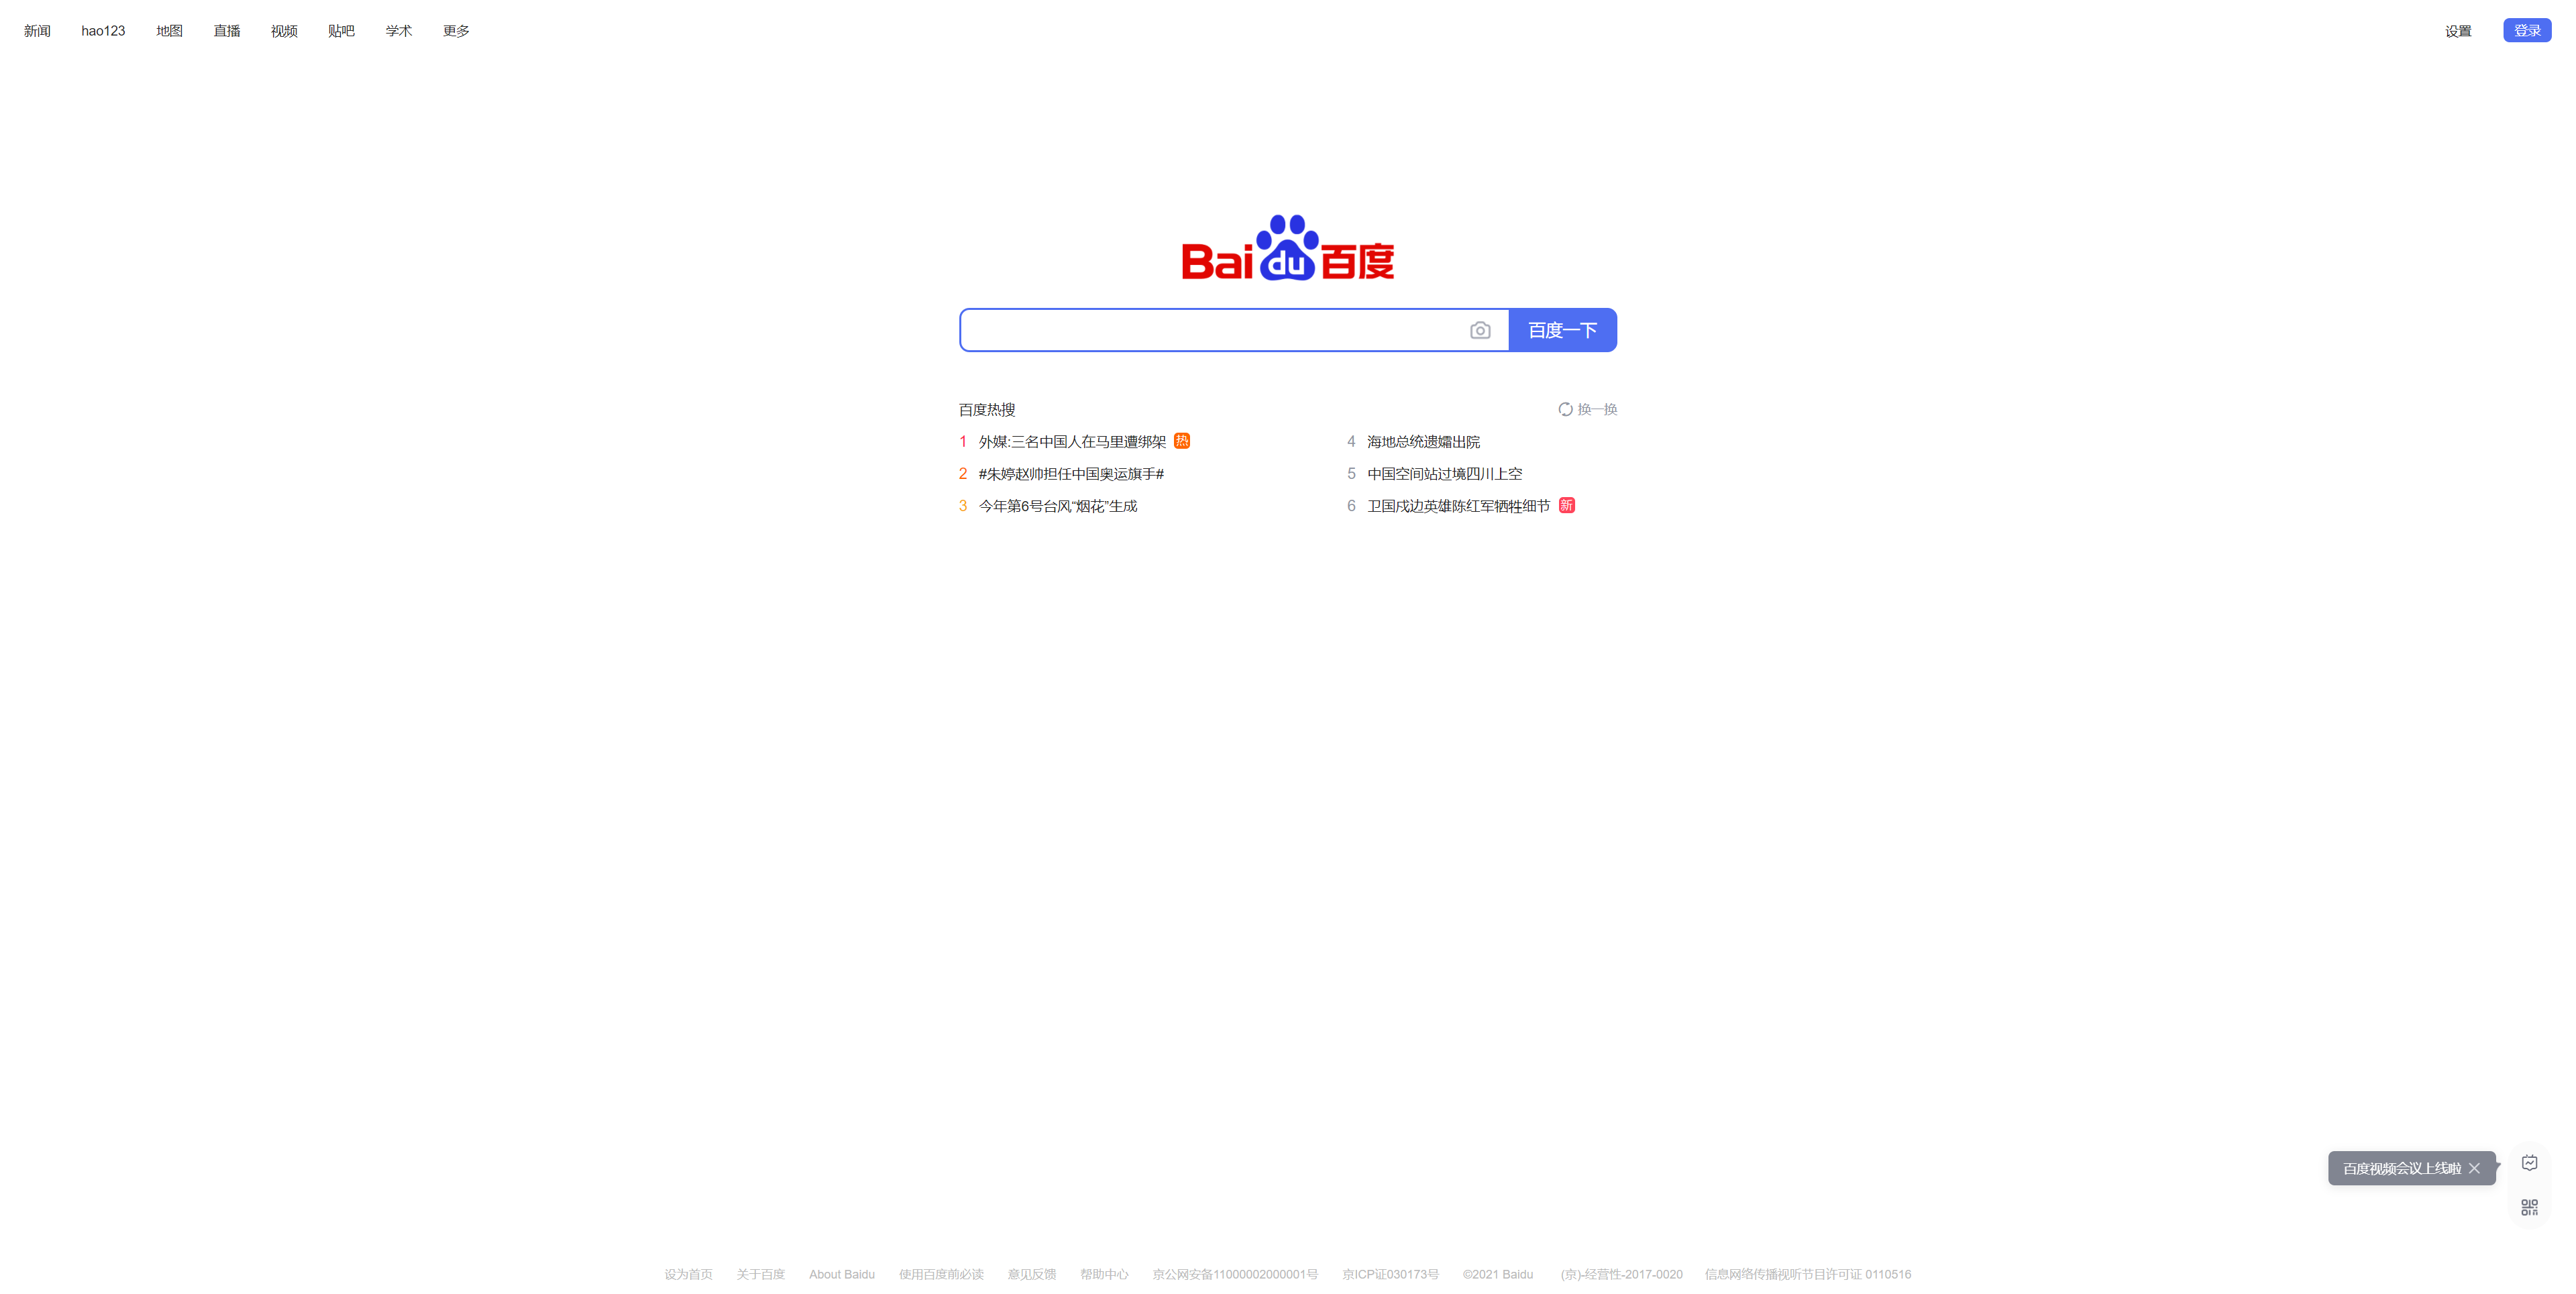 新闻 hao123 地图 直播 视频 贴吧 学术 更多 设置 登录
Bai du 百度
百度一下
百度热搜 换一换
1 外媒:三名中国人在马里遭绑架 热
2 #朱婷赵帅担任中国奥运旗手#
3 今年第6号台风“烟花”生成
4 海地总统遗孀出院
5 中国空间站过境四川上空
6 卫国戍边英雄陈红军牺牲细节 新
百度视频会议上线啦
设为首页 关于百度 About Baidu 使用百度前必读 意见反馈 帮助中心 京公网安备11000002000001号 京ICP证030173号 ©2021 Baidu (京)-经营性-2017-0020 信息网络传播视听节目许可证 0110516